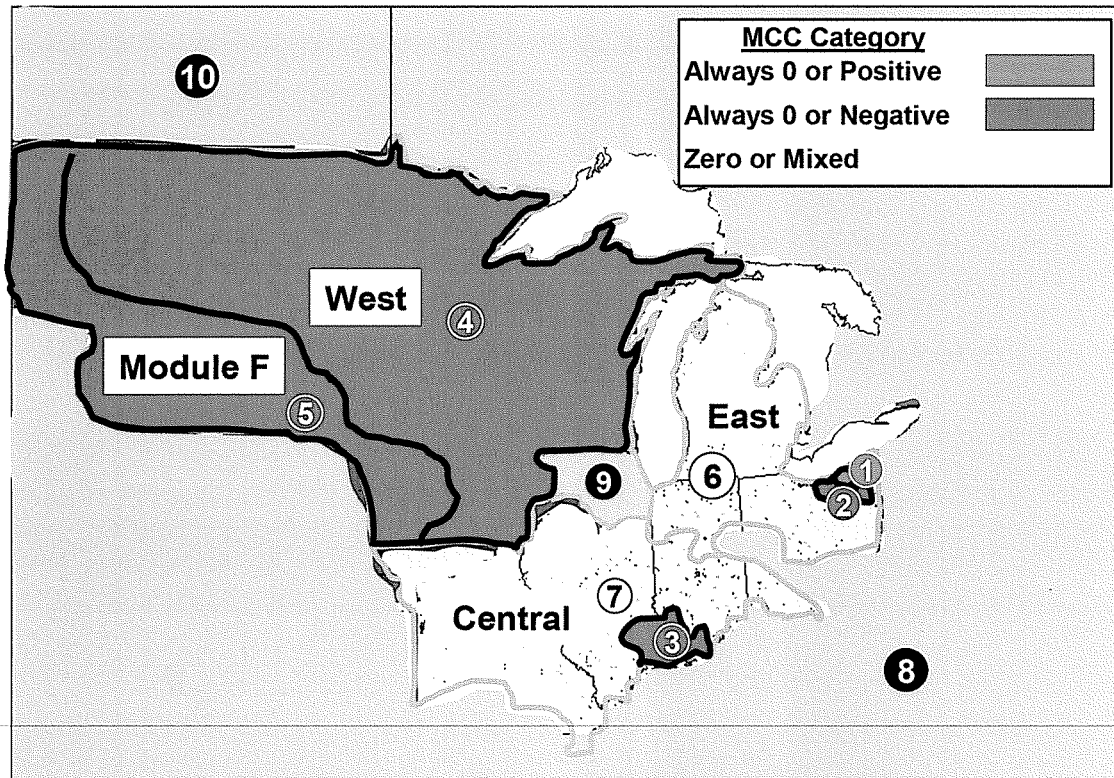 MCC Category
Always 0 or Positive
Always 0 or Negative
Zero or Mixed
10
West
4
Module F
5
East
6
9
1
2
7
Central
3
8